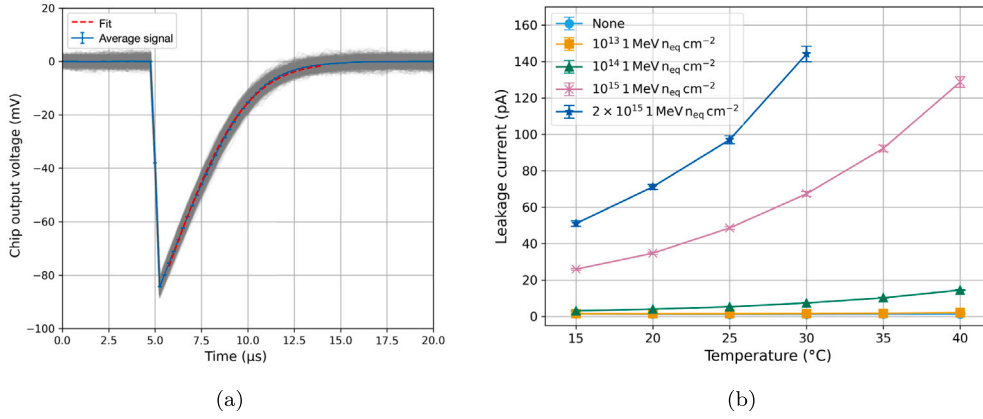 Fit
Average signal
20
0
−20
−40
−60
−80
−100
Chip output voltage (mV)
0.0 2.5 5.0 7.5 10.0 12.5 15.0 17.5 20.0
Time (μs)
(a)
None
10¹³ 1 MeV n_eq cm⁻²
10¹⁴ 1 MeV n_eq cm⁻²
10¹⁵ 1 MeV n_eq cm⁻²
2 × 10¹⁵ 1 MeV n_eq cm⁻²
160
140
120
100
80
60
40
20
0
Leakage current (pA)
15 20 25 30 35 40
Temperature (°C)
(b)